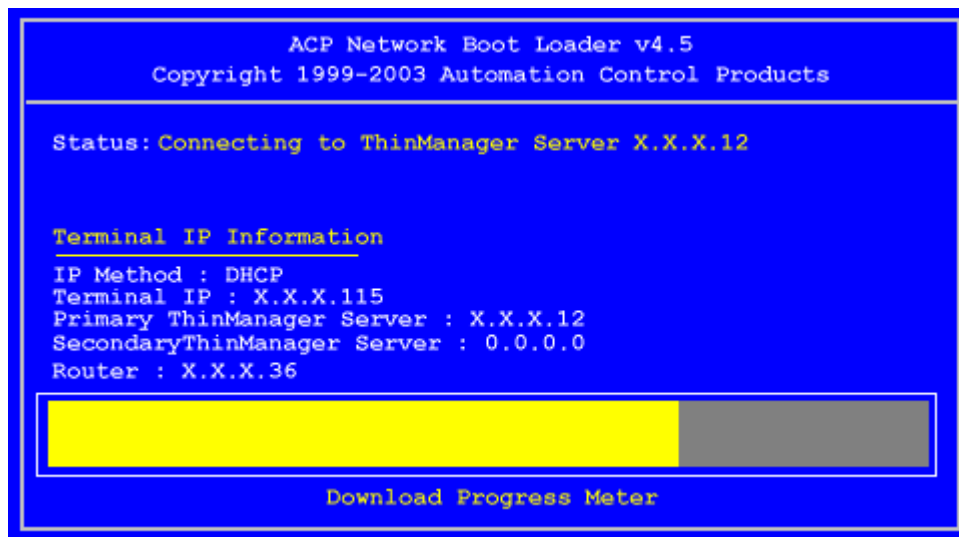 ACP Network Boot Loader v4.5
Copyright 1999-2003 Automation Control Products
Status: Connecting to ThinManager Server X.X.X.12
Terminal IP Information
IP Method : DHCP
Terminal IP : X.X.X.115
Primary ThinManager Server : X.X.X.12
SecondaryThinManager Server : 0.0.0.0
Router : X.X.X.36
Download Progress Meter